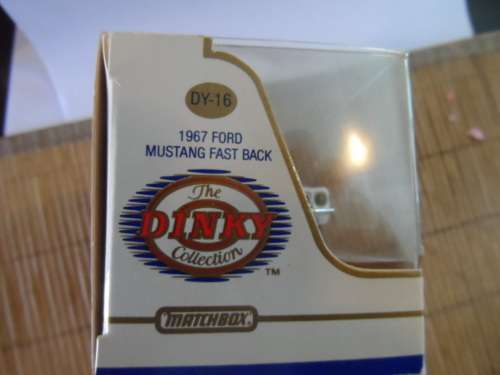 DY-16
1967 FORD
MUSTANG FAST BACK
The
DINKY
Collection
TM
MATCHBOX®